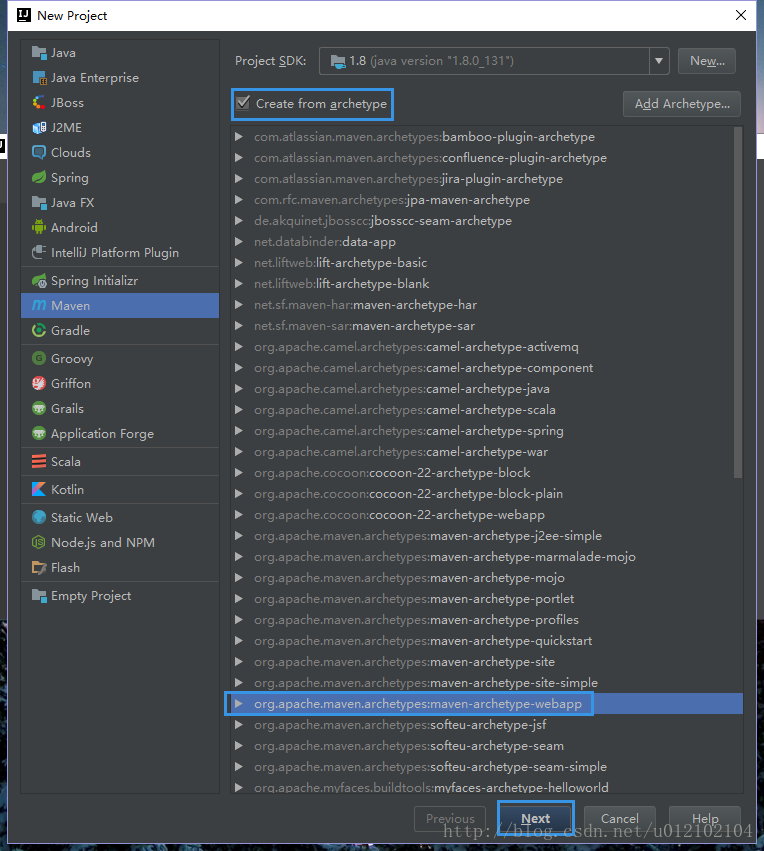 New Project
Java
Java Enterprise
JBoss
J2ME
Clouds
Spring
Java FX
Android
IntelliJ Platform Plugin
Spring Initializr
Maven
Gradle
Groovy
Griffon
Grails
Application Forge
Scala
Kotlin
Static Web
Node.js and NPM
Flash
Empty Project
Project SDK: 1.8 (java version "1.8.0_131") New...
Create from archetype Add Archetype...
com.atlassian.maven.archetypes:bamboo-plugin-archetype
com.atlassian.maven.archetypes:confluence-plugin-archetype
com.atlassian.maven.archetypes:jira-plugin-archetype
com.rfc.maven.archetypes:jpa-maven-archetype
de.akquinet.jbosscc:jbosscc-seam-archetype
net.databinder:data-app
net.liftweb:lift-archetype-basic
net.liftweb:lift-archetype-blank
net.sf.maven-har:maven-archetype-har
net.sf.maven-sar:maven-archetype-sar
org.apache.camel.archetypes:camel-archetype-activemq
org.apache.camel.archetypes:camel-archetype-component
org.apache.camel.archetypes:camel-archetype-java
org.apache.camel.archetypes:camel-archetype-scala
org.apache.camel.archetypes:camel-archetype-spring
org.apache.camel.archetypes:camel-archetype-war
org.apache.cocoon:cocoon-22-archetype-block
org.apache.cocoon:cocoon-22-archetype-block-plain
org.apache.cocoon:cocoon-22-archetype-webapp
org.apache.maven.archetypes:maven-archetype-j2ee-simple
org.apache.maven.archetypes:maven-archetype-marmalade-mojo
org.apache.maven.archetypes:maven-archetype-mojo
org.apache.maven.archetypes:maven-archetype-portlet
org.apache.maven.archetypes:maven-archetype-profiles
org.apache.maven.archetypes:maven-archetype-quickstart
org.apache.maven.archetypes:maven-archetype-site
org.apache.maven.archetypes:maven-archetype-site-simple
org.apache.maven.archetypes:maven-archetype-webapp
org.apache.maven.archetypes:softeu-archetype-jsf
org.apache.maven.archetypes:softeu-archetype-seam
org.apache.maven.archetypes:softeu-archetype-seam-simple
org.apache.myfaces.buildtools:myfaces-archetype-helloworld
Previous Next Cancel Help
http://blog.csdn.net/u012102104